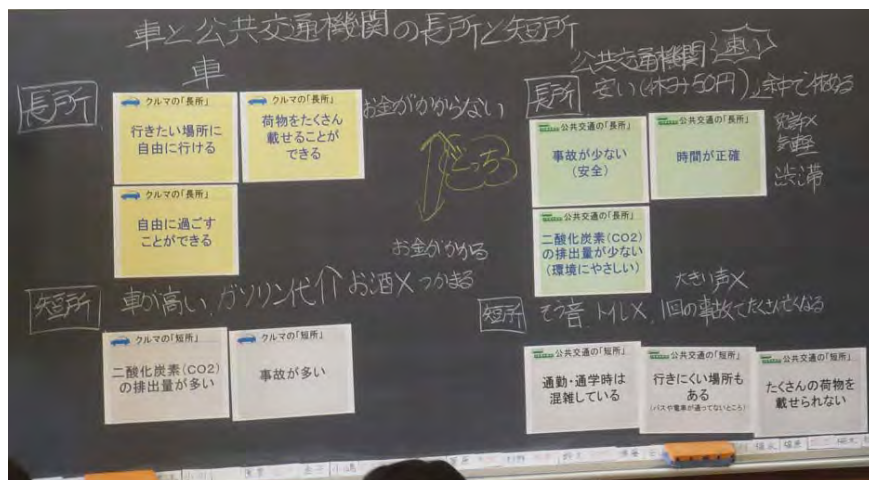 車と公共交通機関の長所と短所
車
長所
クルマの「長所」
行きたい場所に
自由に行ける
クルマの「長所」
荷物をたくさん
載せることが
できる
お金がかからない
クルマの「長所」
自由に過ごす
ことができる
どっち
お金がかかる
短所
車が高い、ガソリン代个 お酒× つかまる
クルマの「短所」
二酸化炭素(CO2)
の排出量が多い
クルマの「短所」
事故が多い
公共交通機関
速い
長所
安い(休日50円)
公共交通の「長所」
事故が少ない
(安全)
公共交通の「長所」
時間が正確
免許×
気軽
渋滞
公共交通の「長所」
二酸化炭素(CO2)
の排出量が少ない
(環境にやさしい)
大きい声×
短所
そう音、トイレ×、1回の事故でたくさん亡くなる
公共交通の「短所」
通勤・通学時は
混雑している
公共交通の「短所」
行きにくい場所も
ある
(バスや電車が通ってないところ)
公共交通の「短所」
たくさんの荷物を
載せられない